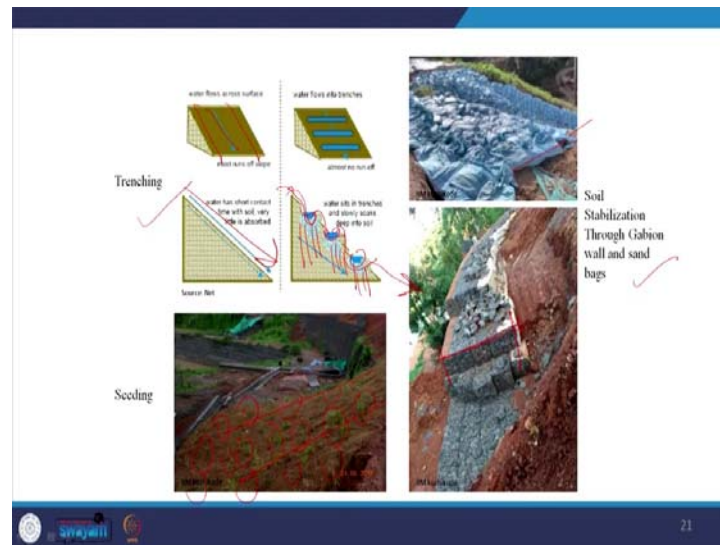 water flows across surface
water flows into trenches
most runs off slope
almost no run off
Trenching
water has short contact
time with soil, very
little is absorbed
water sits in trenches
and slowly soaks
deep into soil
Source: Net
Seeding
Soil
Stabilization
Through Gabion
wall and sand
bags
swayam
21